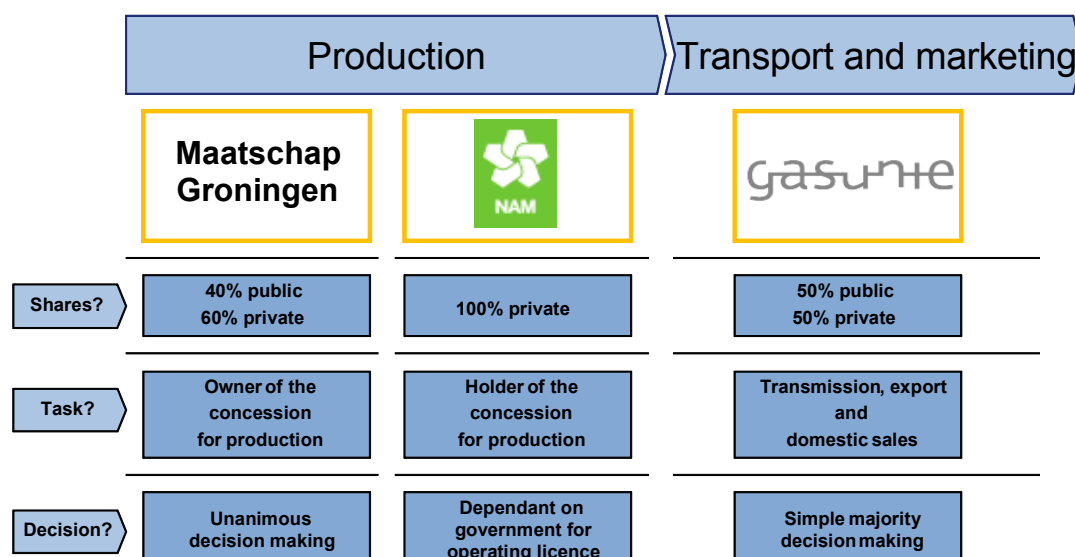 Production
Transport and marketing
Maatschap
Groningen
NAM
gasunie
Shares?
40% public
60% private
100% private
50% public
50% private
Task?
Owner of the
concession
for production
Holder of the
concession
for production
Transmission, export
and
domestic sales
Decision?
Unanimous
decision making
Dependant on
government for
operating licence
Simple majority
decision making